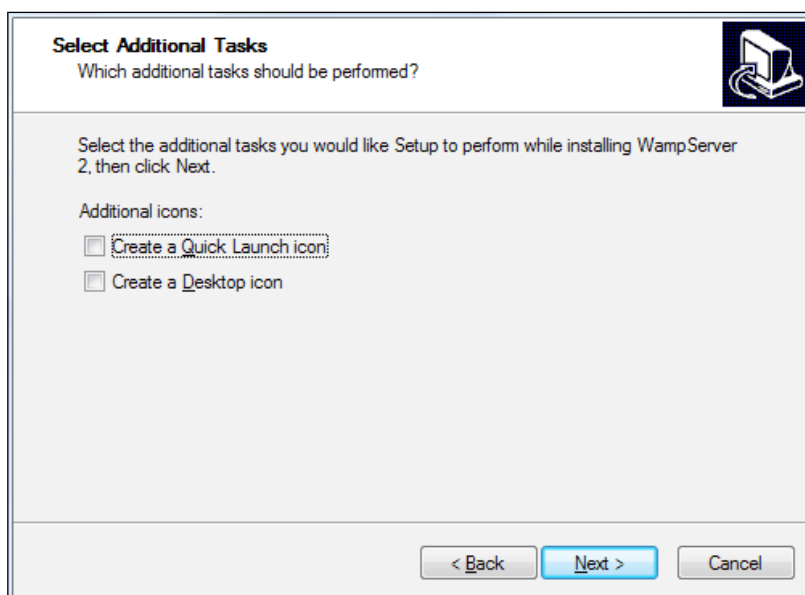 Select Additional Tasks
Which additional tasks should be performed?
Select the additional tasks you would like Setup to perform while installing WampServer
2, then click Next.
Additional icons:
Create a Quick Launch icon
Create a Desktop icon
< Back Next > Cancel